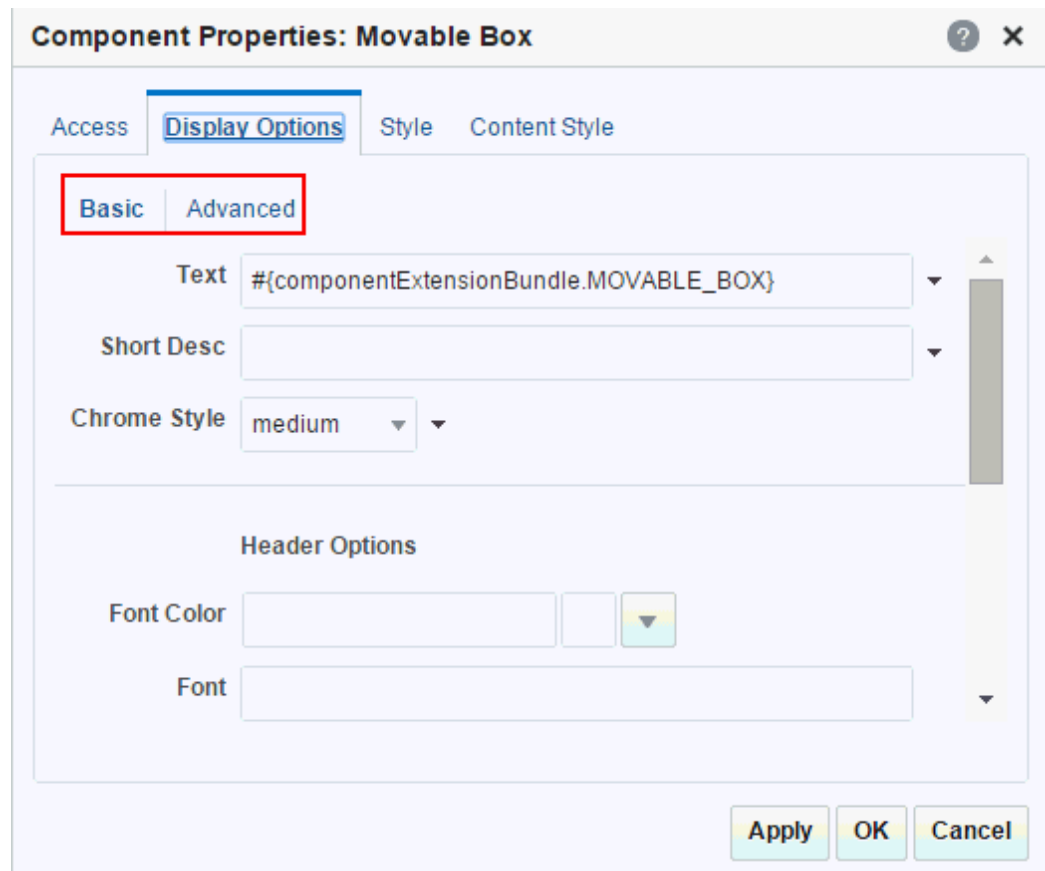 Component Properties: Movable Box ?
Access Display Options Style Content Style
Basic Advanced
Text #{componentExtensionBundle.MOVABLE_BOX}
Short Desc
Chrome Style medium
Header Options
Font Color
Font
Apply OK Cancel